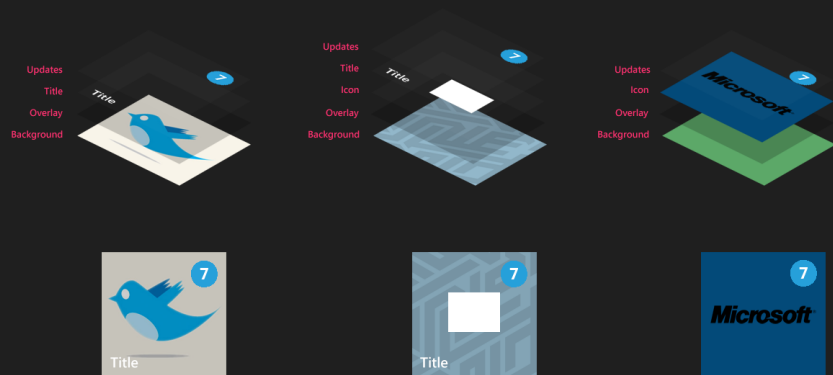 Updates
Title
Overlay
Background
7
Title
Updates
Title
Icon
Overlay
Background
7
Title
Updates
Icon
Overlay
Background
7
Microsoft
7
Title
7
Title
7
Microsoft